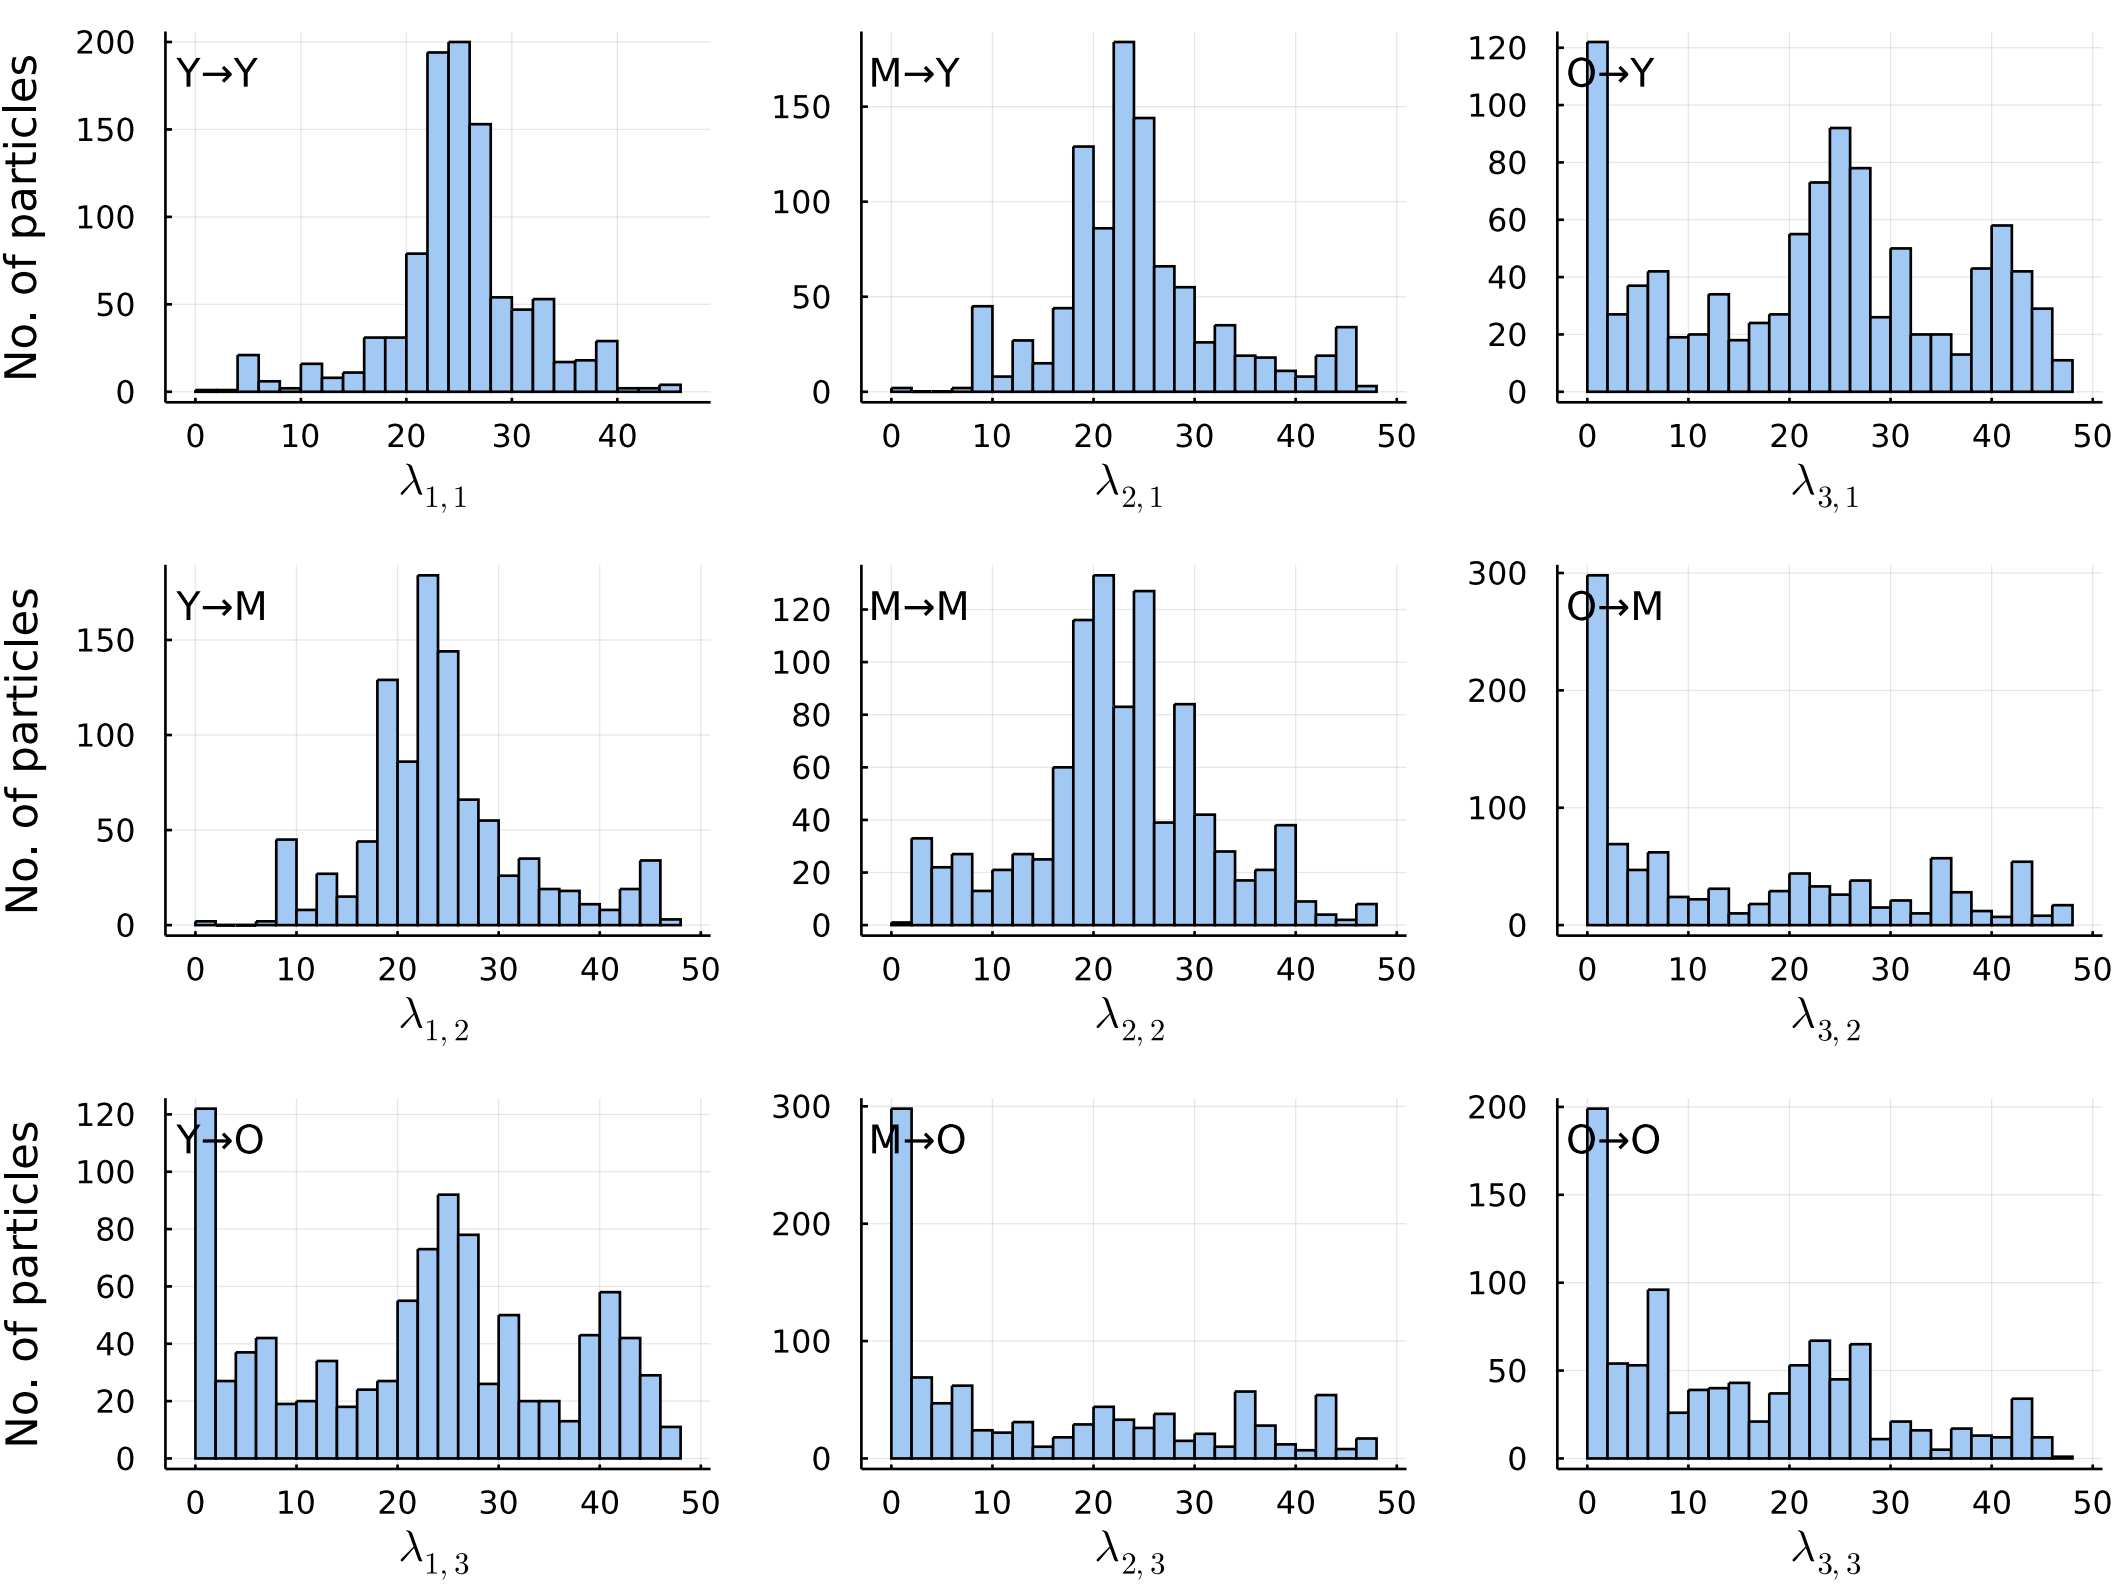 No. of particles
Y→Y
200
150
100
50
0
0 10 20 30 40
λ1,1
M→Y
150
100
50
0
0 10 20 30 40 50
λ2,1
O→Y
120
100
80
60
40
20
0
0 10 20 30 40 50
λ3,1
No. of particles
Y→M
150
100
50
0
0 10 20 30 40 50
λ1,2
M→M
120
100
80
60
40
20
0
0 10 20 30 40 50
λ2,2
O→M
300
200
100
0
0 10 20 30 40 50
λ3,2
No. of particles
Y→O
120
100
80
60
40
20
0
0 10 20 30 40 50
λ1,3
M→O
300
200
100
0
0 10 20 30 40 50
λ2,3
O→O
200
150
100
50
0
0 10 20 30 40 50
λ3,3